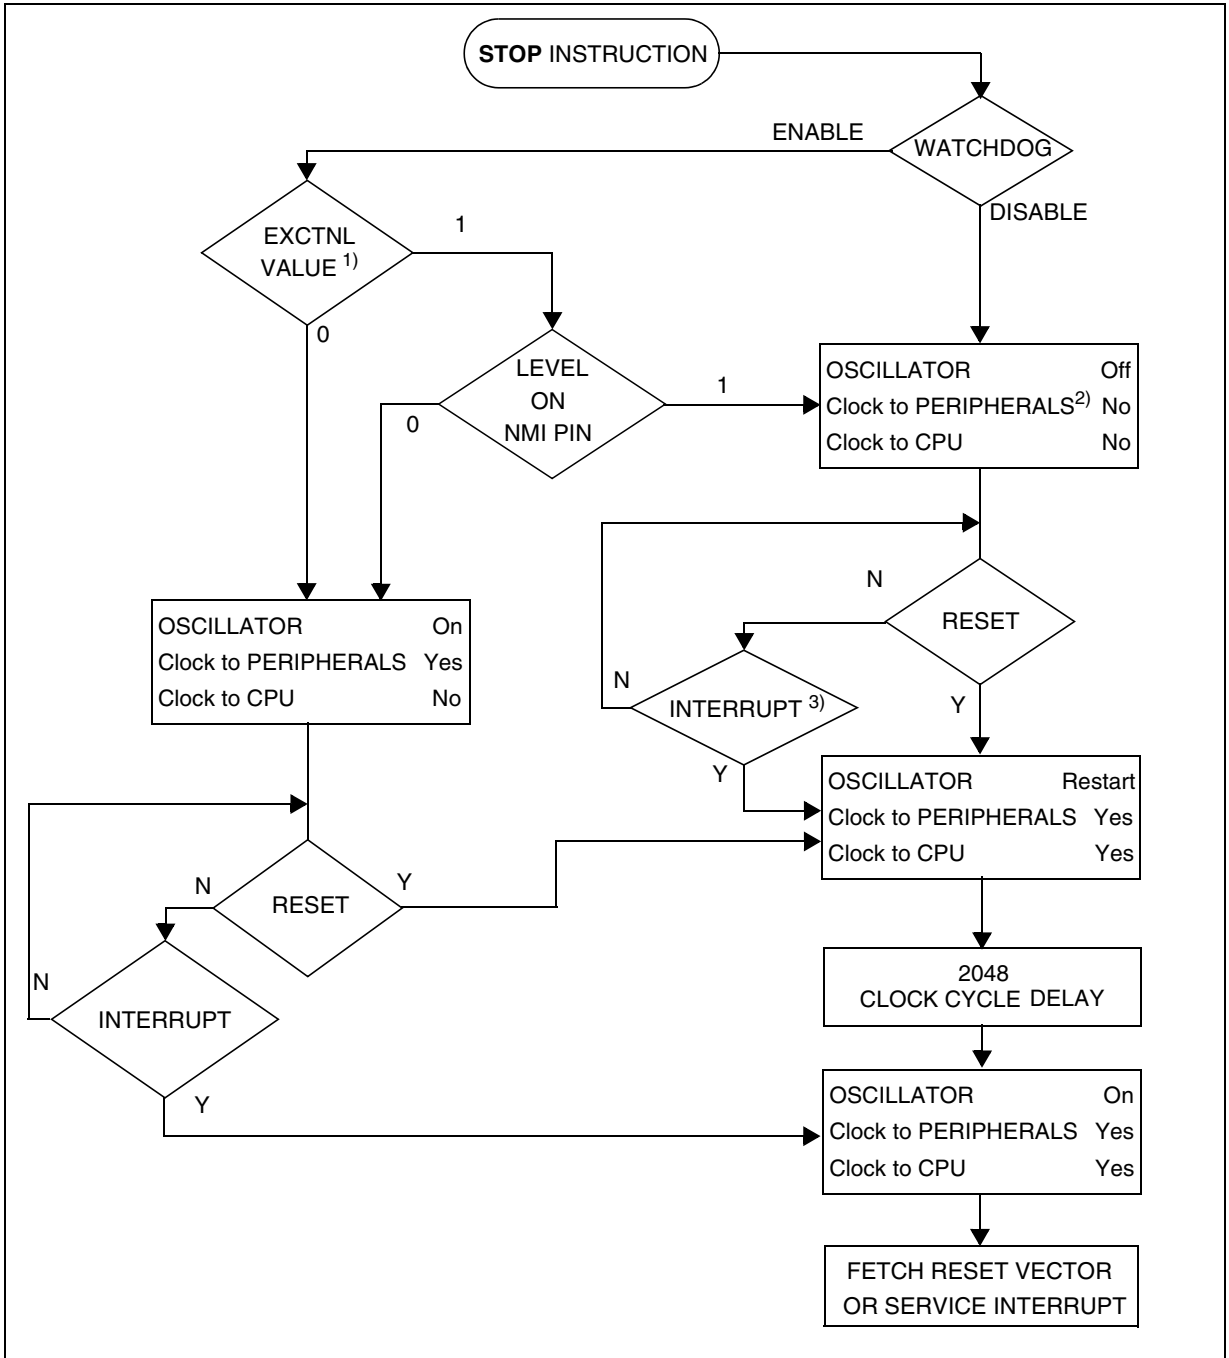 STOP INSTRUCTION
ENABLE
WATCHDOG
DISABLE
EXCTNL
VALUE 1)
1
0
LEVEL
ON
NMI PIN
1
0
OSCILLATOR Off
Clock to PERIPHERALS2) No
Clock to CPU No
OSCILLATOR On
Clock to PERIPHERALS Yes
Clock to CPU No
N
RESET
Y
N
INTERRUPT 3)
Y
OSCILLATOR Restart
Clock to PERIPHERALS Yes
Clock to CPU Yes
N
RESET
Y
N
INTERRUPT
Y
2048
CLOCK CYCLE DELAY
OSCILLATOR On
Clock to PERIPHERALS Yes
Clock to CPU Yes
FETCH RESET VECTOR
OR SERVICE INTERRUPT